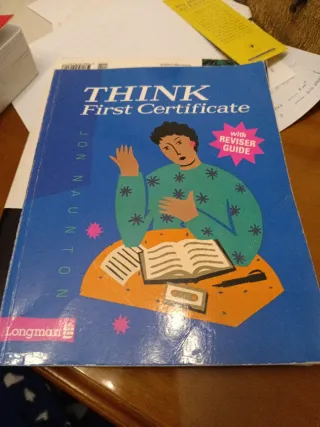 THINK
First Certificate
with
REVISER
GUIDE
JON NAUNTON
Longman